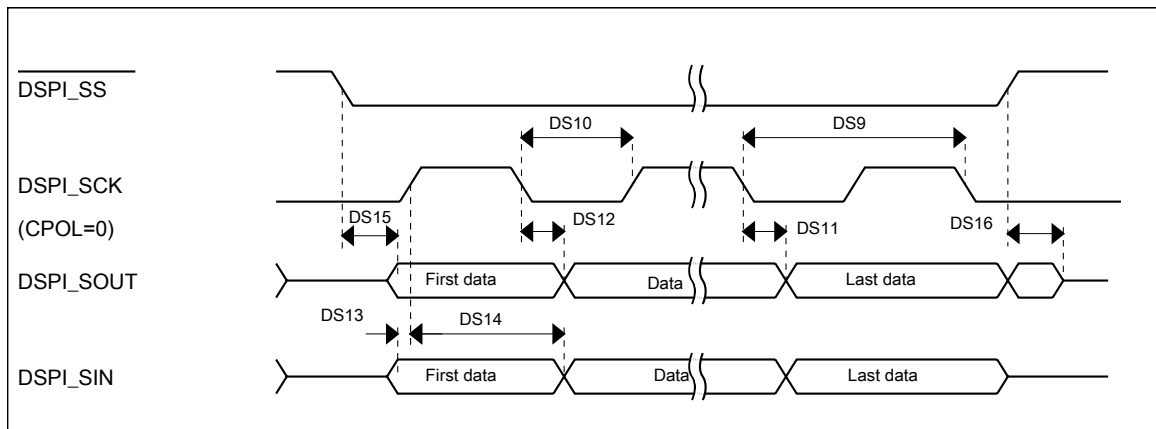 DSPI_SS
DS10
DS9
DSPI_SCK
(CPOL=0)
DS15
DS12
DS11
DS16
DSPI_SOUT
First data
Data
Last data
DS13
DS14
DSPI_SIN
First data
Data
Last data